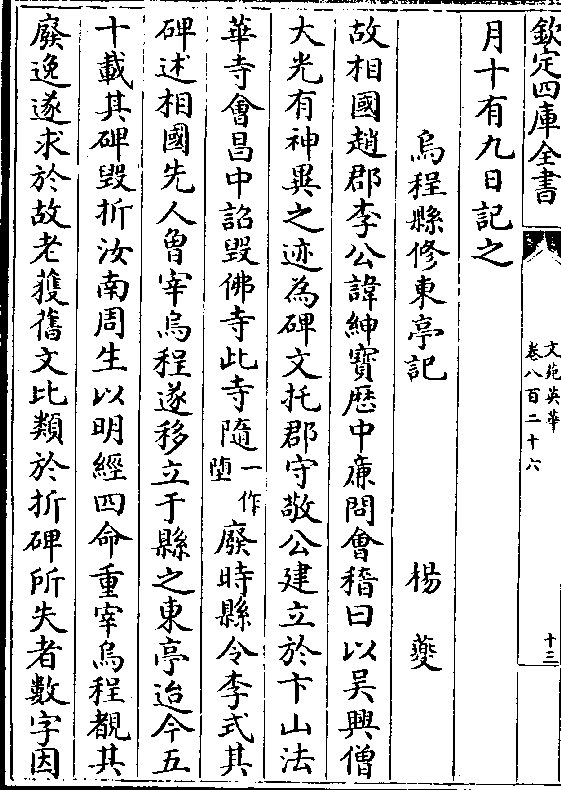 欽定四庫全書
文苑英華
卷八百二十六
十三
月十有九日記之
烏程縣修東亭記 楊夔
故相國趙郡李公諱紳寶歷中廉問會稽曰以吳興僧
大光有神異之迹為碑文托郡守敬公建立於卞山法
華寺會昌中詔毀佛寺此寺隨一作墮廢時縣令李式其
碑述相國先人曾宰烏程遂移立于縣之東亭迨今五
十載其碑毀折汝南周生以明經四命重宰烏程覩其
廢逸遂求於故老獲舊文比類於折碑所失者數字因